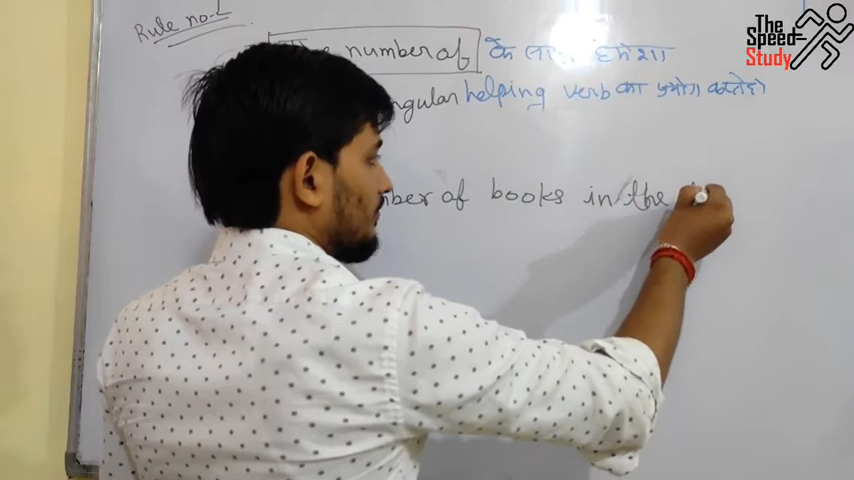 Rule no-1
The number of के साथ हमेशा
ngular helping verb का प्रयोग करते है।
mber of books in the
The
Speed
Study